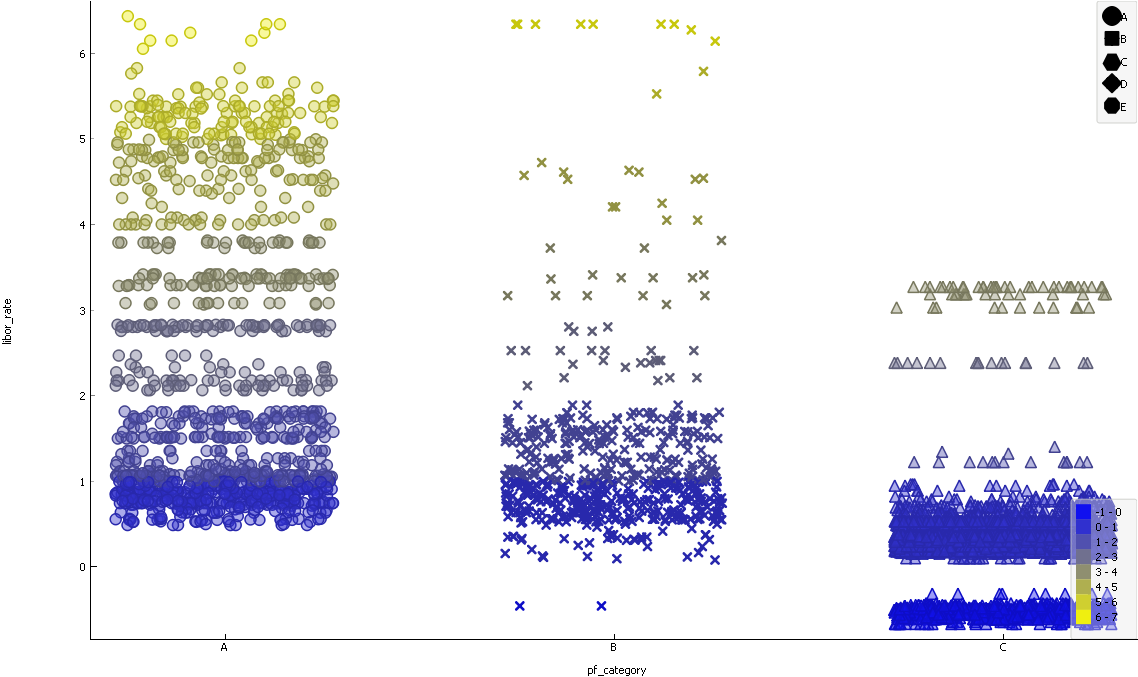 A
B
C
D
E
6
5
4
3
2
1
0
libor_rate
-1 - 0
0 - 1
1 - 2
2 - 3
3 - 4
4 - 5
5 - 6
6 - 7
A
B
C
pf_category